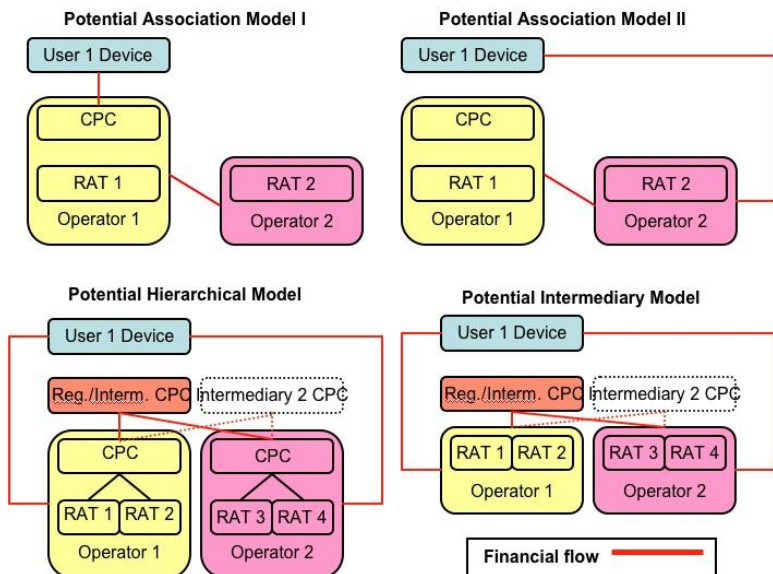 Potential Association Model I
User 1 Device
CPC
RAT 1
Operator 1
RAT 2
Operator 2
Potential Association Model II
User 1 Device
CPC
RAT 1
Operator 1
RAT 2
Operator 2
Potential Hierarchical Model
User 1 Device
Reg./Interm. CPC
Intermediary 2 CPC
CPC
RAT 1 RAT 2
Operator 1
CPC
RAT 3 RAT 4
Operator 2
Potential Intermediary Model
User 1 Device
Reg./Interm. CPC
Intermediary 2 CPC
RAT 1 RAT 2
Operator 1
RAT 3 RAT 4
Operator 2
Financial flow